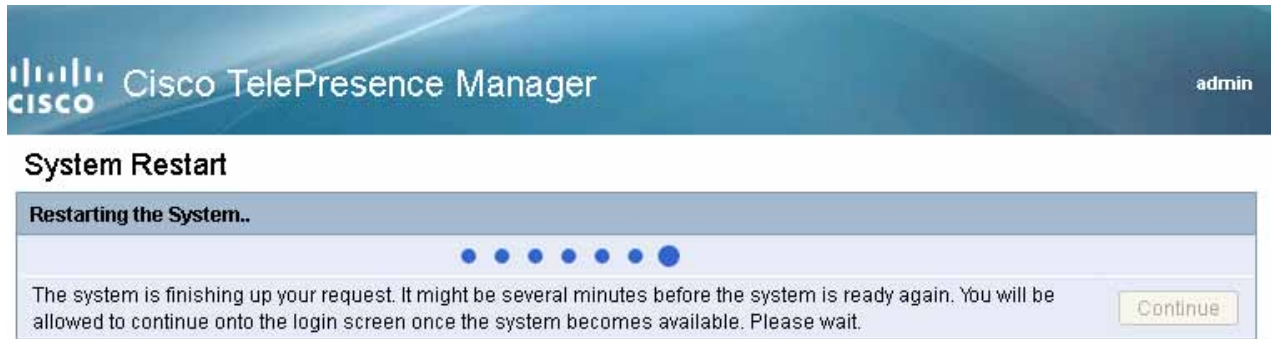 cisco Cisco TelePresence Manager admin
System Restart
Restarting the System..
The system is finishing up your request. It might be several minutes before the system is ready again. You will be
allowed to continue onto the login screen once the system becomes available. Please wait.
Continue